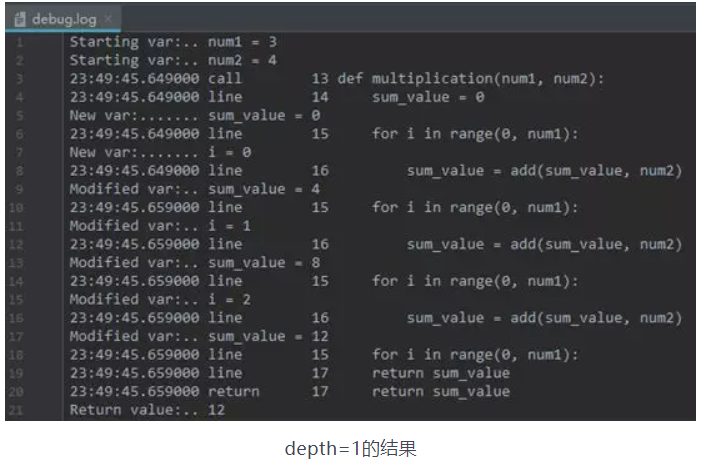 debug.log ×
1 Starting var:.. num1 = 3
2 Starting var:.. num2 = 4
3 23:49:45.649000 call 13 def multiplication(num1, num2):
4 23:49:45.649000 line 14 sum_value = 0
5 New var:....... sum_value = 0
6 23:49:45.649000 line 15 for i in range(0, num1):
7 New var:....... i = 0
8 23:49:45.649000 line 16 sum_value = add(sum_value, num2)
9 Modified var:.. sum_value = 4
10 23:49:45.659000 line 15 for i in range(0, num1):
11 Modified var:.. i = 1
12 23:49:45.659000 line 16 sum_value = add(sum_value, num2)
13 Modified var:.. sum_value = 8
14 23:49:45.659000 line 15 for i in range(0, num1):
15 Modified var:.. i = 2
16 23:49:45.659000 line 16 sum_value = add(sum_value, num2)
17 Modified var:.. sum_value = 12
18 23:49:45.659000 line 15 for i in range(0, num1):
19 23:49:45.659000 line 17 return sum_value
20 23:49:45.659000 return 17 return sum_value
21 Return value:.. 12
depth=1的结果